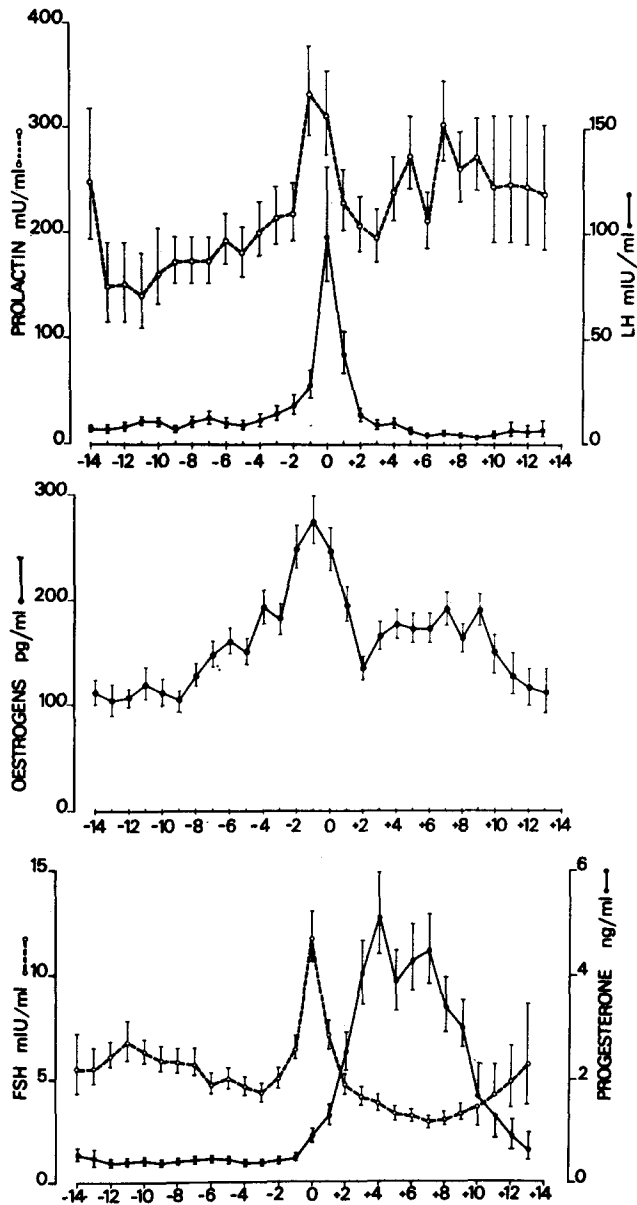 400
300
200
100
0
PROLACTIN mU/ml
150
100
50
0
LH mIU/ml
-14 -12 -10 -8 -6 -4 -2 0 +2 +4 +6 +8 +10 +12 +14
300
200
100
0
OESTROGENS pg/ml
-14 -12 -10 -8 -6 -4 -2 0 +2 +4 +6 +8 +10 +12 +14
15
10
5
0
FSH mIU/ml
6
4
2
0
PROGESTERONE ng/ml
-14 -12 -10 -8 -6 -4 -2 0 +2 +4 +6 +8 +10 +12 +14